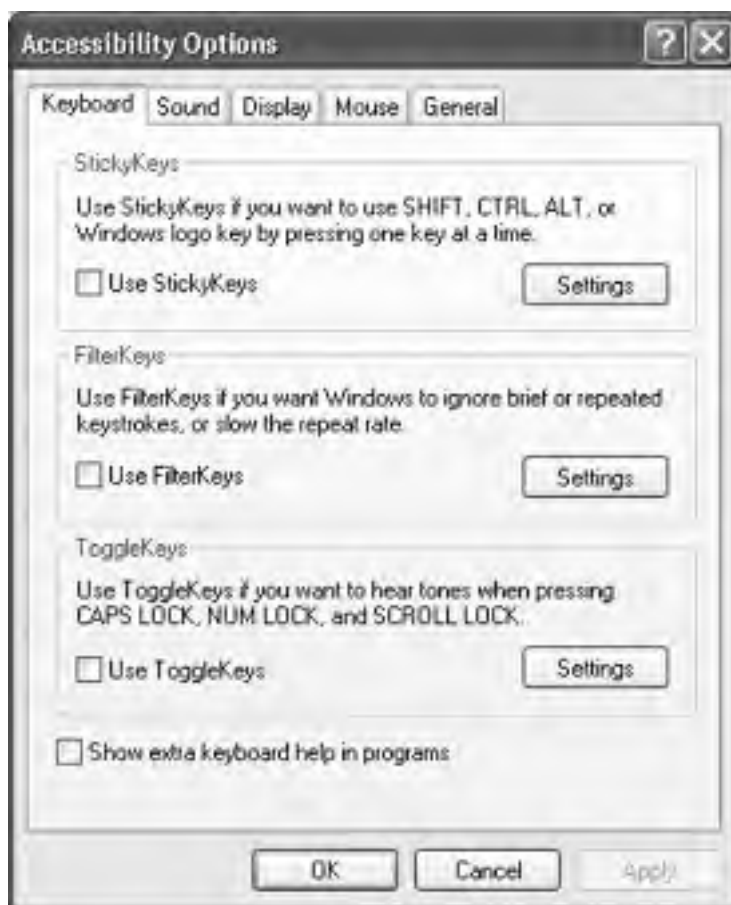 Accessibility Options
Keyboard Sound Display Mouse General
StickyKeys
Use StickyKeys if you want to use SHIFT, CTRL, ALT, or
Windows logo key by pressing one key at a time.
Use StickyKeys Settings
FilterKeys
Use FilterKeys if you want Windows to ignore brief or repeated
keystrokes, or slow the repeat rate.
Use FilterKeys Settings
ToggleKeys
Use ToggleKeys if you want to hear tones when pressing
CAPS LOCK, NUM LOCK, and SCROLL LOCK.
Use ToggleKeys Settings
Show extra keyboard help in programs
OK Cancel Apply